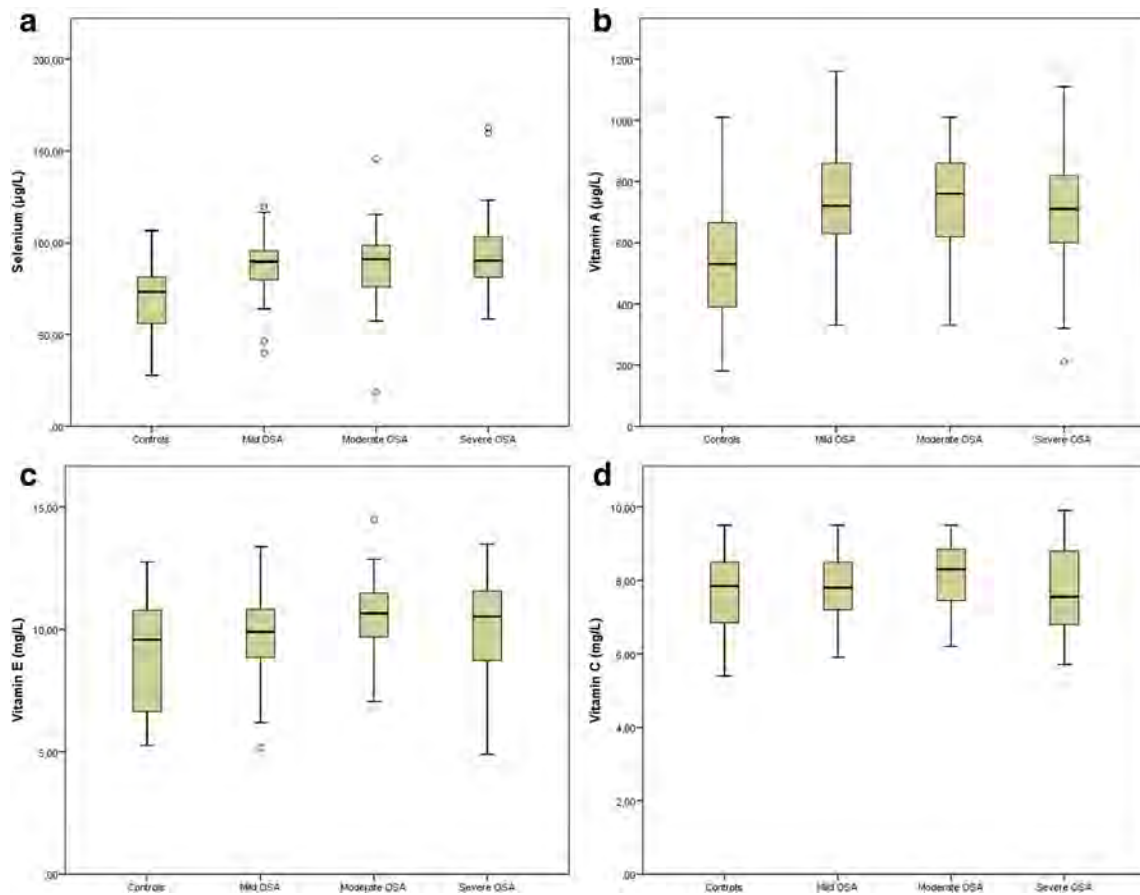 a
Selenium (µg/L)
200,00
150,00
100,00
50,00
,00
Controls Mild OSA Moderate OSA Severe OSA
b
Vitamin A (µg/L)
1200
1000
800
600
400
200
0
Controls Mild OSA Moderate OSA Severe OSA
c
Vitamin E (mg/L)
15,00
10,00
5,00
,00
Controls Mild OSA Moderate OSA Severe OSA
d
Vitamin C (mg/L)
10,00
8,00
6,00
4,00
2,00
,00
Controls Mild OSA Moderate OSA Severe OSA